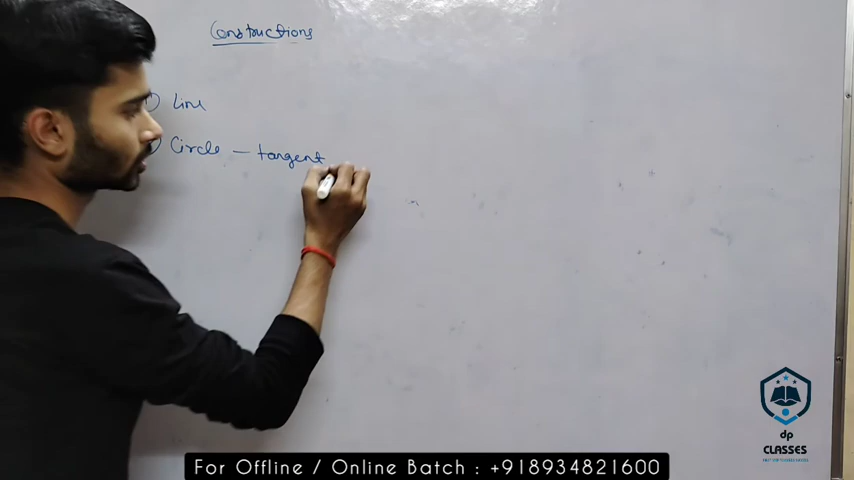 Constructions
Line
Circle - tangent
dp
CLASSES
For Offline / Online Batch : +918934821600